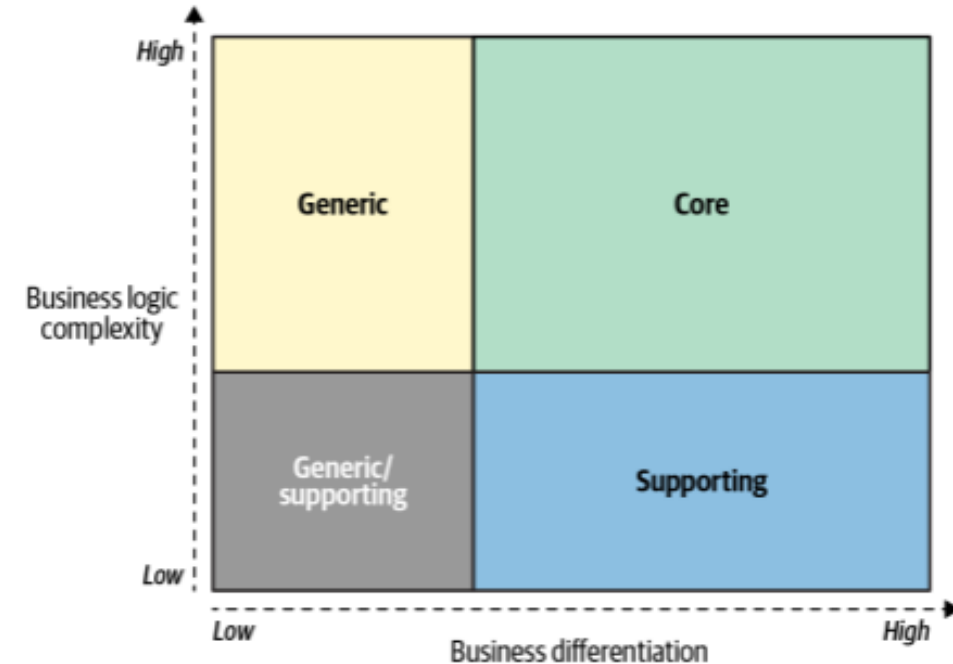 High
Generic
Core
Business logic
complexity
Generic/
supporting
Supporting
Low
Low
High
Business differentiation